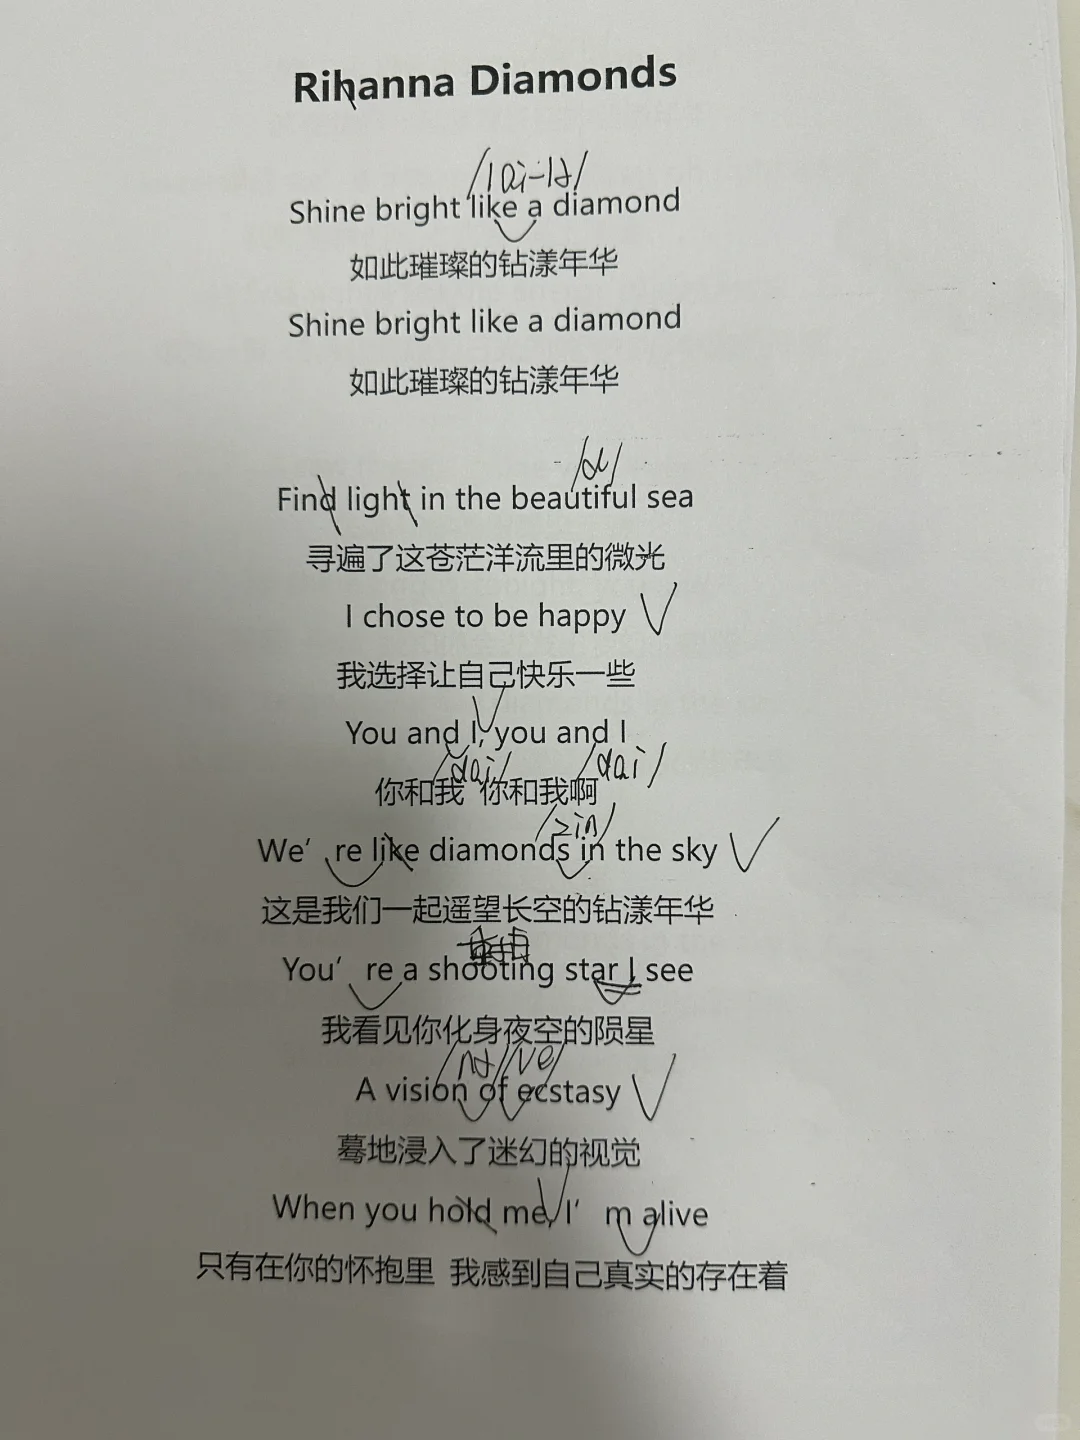 Rihanna Diamonds
Shine bright like a diamond
如此璀璨的钻漾年华
Shine bright like a diamond
如此璀璨的钻漾年华
/d/
Find light in the beautiful sea
寻遍了这苍茫洋流里的微光
I chose to be happy
我选择让自己快乐一些
You and I, you and I
/dai/ /dai/
你和我 你和我啊
/zin/
We’re like diamonds in the sky
这是我们一起遥望长空的钻漾年华
You’re a shooting star I see
我看见你化身夜空的陨星
/ve/
A vision of ecstasy
蓦地浸入了迷幻的视觉
When you hold me, I’m alive
只有在你的怀抱里 我感到自己真实的存在着